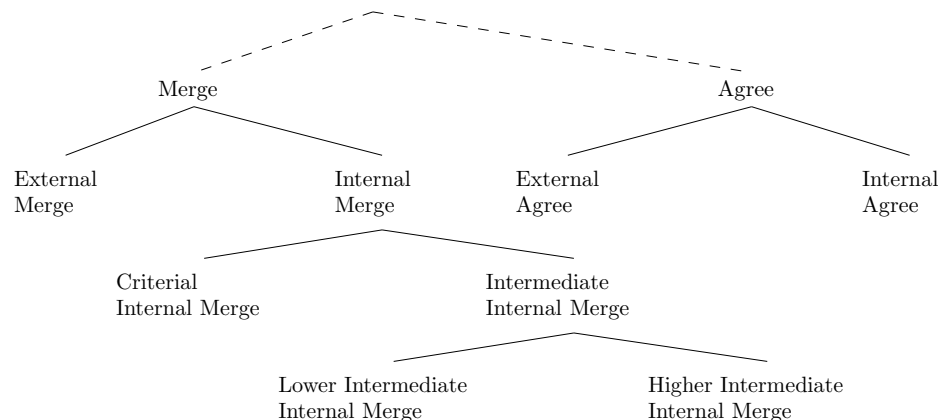 Merge
Agree
External
Merge
Internal
Merge
External
Agree
Internal
Agree
Criterial
Internal Merge
Intermediate
Internal Merge
Lower Intermediate
Internal Merge
Higher Intermediate
Internal Merge